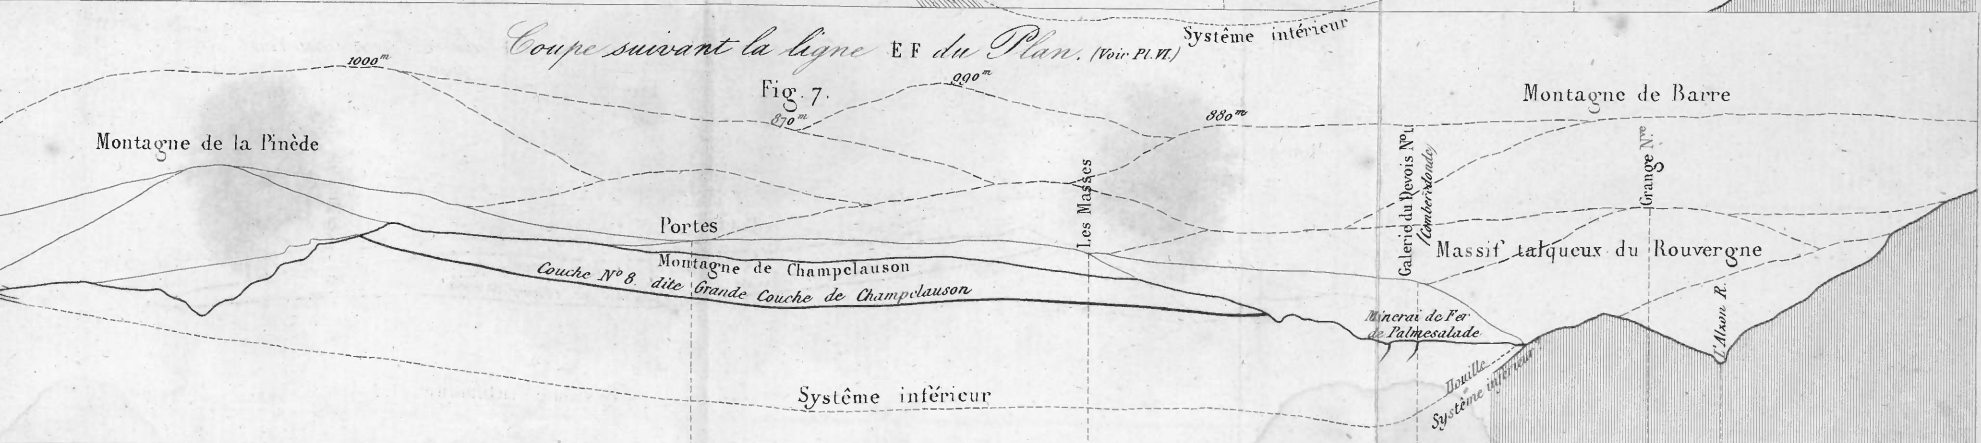 Système inférieur
Coupe suivant la ligne EF du Plan. (Voir Pl. VI.)
Fig. 7.
1000m
870m
990m
880m
Montagne de Barre
Montagne de la Pinède
Portes
Les Masses
Galerie du Devois No 1.
(Comberedonde)
Grange Nve
Massif talqueux du Rouvergne
Montagne de Champclauson
Couche No 8. dite Grande Couche de Champclauson
Minerai de Fer
de Palmesalade
L'Alzon R.
Houille
Système inférieur
Système inférieur